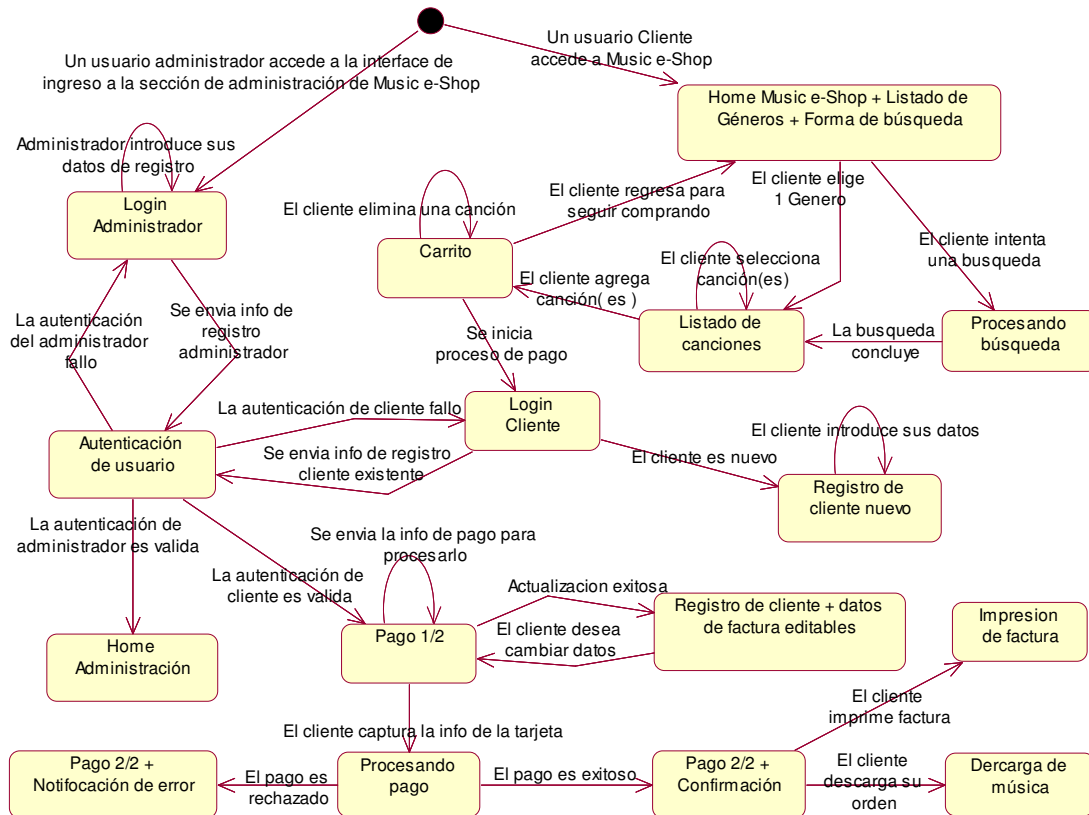 Un usuario Cliente
accede a Music e-Shop
Un usuario administrador accede a la interface de
ingreso a la sección de administración de Music e-Shop
Home Music e-Shop + Listado de
Géneros + Forma de búsqueda
Administrador introduce sus
datos de registro
Login
Administrador
El cliente elimina una canción
El cliente regresa para
seguir comprando
El cliente elige
1 Genero
Carrito
El cliente intenta
una busqueda
El cliente selecciona
canción(es)
El cliente agrega
canción( es )
La autenticación
del administrador
fallo
Se envia info de
registro
administrador
Se inicia
proceso de pago
Listado de
canciones
La busqueda
concluye
Procesando
búsqueda
Autenticación
de usuario
La autenticación de cliente fallo
Login
Cliente
Se envia info de registro
cliente existente
El cliente es nuevo
El cliente introduce sus datos
Registro de
cliente nuevo
La autenticación de
administrador es valida
Se envia la info de pago para
procesarlo
La autenticación de
cliente es valida
Actualizacion exitosa
Pago 1/2
El cliente desea
cambiar datos
Registro de cliente + datos
de factura editables
Impresion
de factura
Home
Administración
El cliente
imprime factura
El cliente captura la info de la tarjeta
Pago 2/2 +
Notifocación de error
El pago es
rechazado
Procesando
pago
El pago es exitoso
Pago 2/2 +
Confirmación
El cliente
descarga su
orden
Dercarga de
música